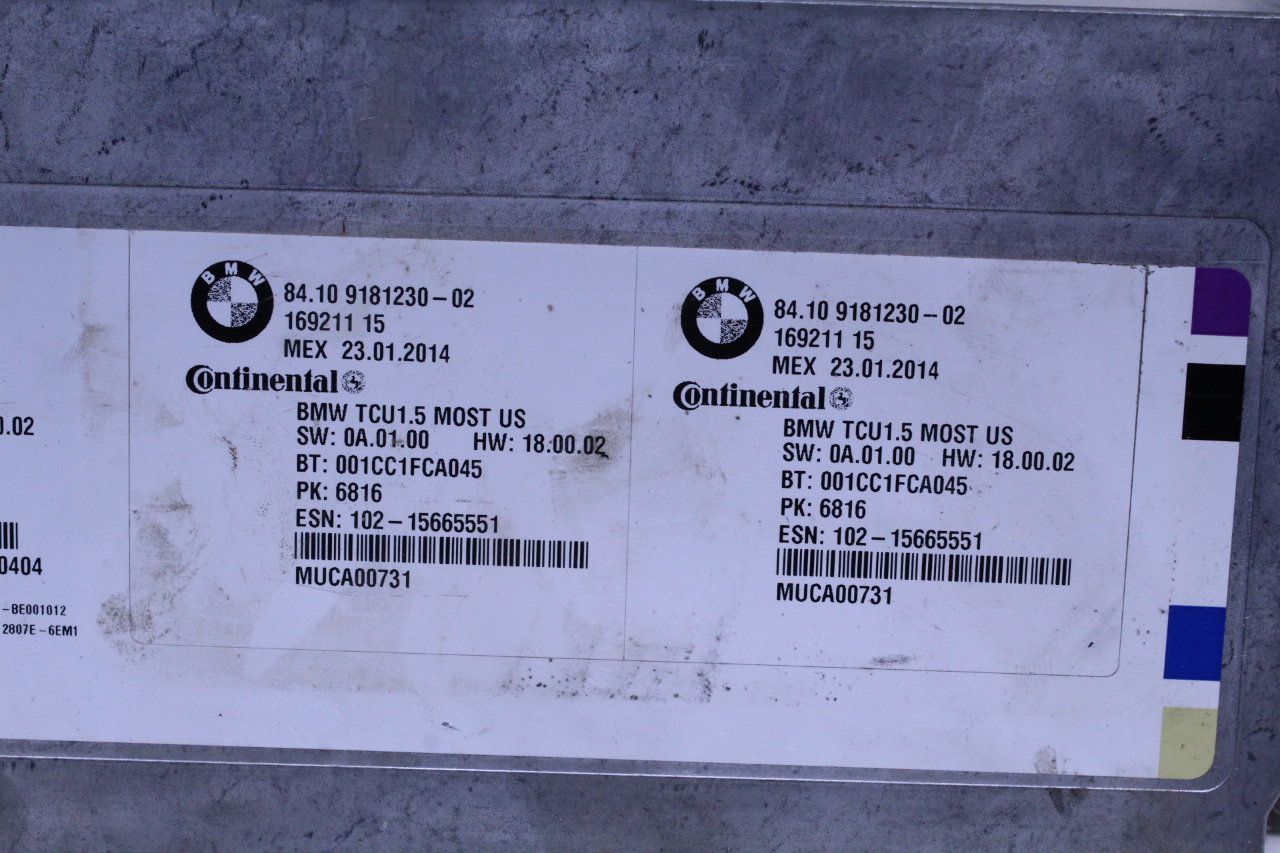 0.02
0404
-BE001012
2807E-6EM1
BMW
84.10 9181230-02
169211 15
MEX 23.01.2014
Continental
BMW TCU1.5 MOST US
SW: 0A.01.00 HW: 18.00.02
BT: 001CC1FCA045
PK: 6816
ESN: 102-15665551
MUCA00731
BMW
84.10 9181230-02
169211 15
MEX 23.01.2014
Continental
BMW TCU1.5 MOST US
SW: 0A.01.00 HW: 18.00.02
BT: 001CC1FCA045
PK: 6816
ESN: 102-15665551
MUCA00731